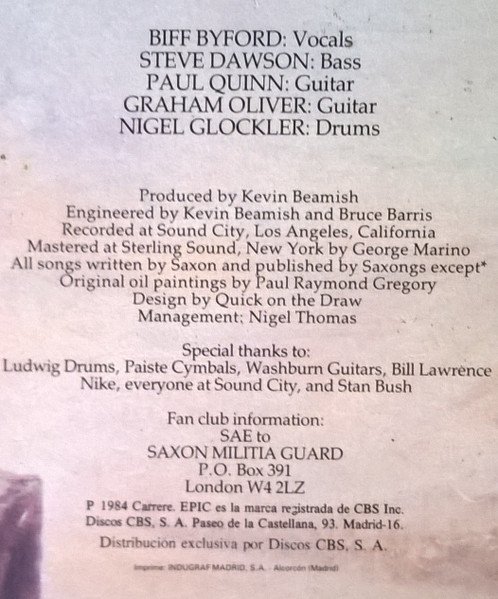 BIFF BYFORD: Vocals
STEVE DAWSON: Bass
PAUL QUINN: Guitar
GRAHAM OLIVER: Guitar
NIGEL GLOCKLER: Drums
Produced by Kevin Beamish
Engineered by Kevin Beamish and Bruce Barris
Recorded at Sound City, Los Angeles, California
Mastered at Sterling Sound, New York by George Marino
All songs written by Saxon and published by Saxongs except*
Original oil paintings by Paul Raymond Gregory
Design by Quick on the Draw
Management: Nigel Thomas
Special thanks to:
Ludwig Drums, Paiste Cymbals, Washburn Guitars, Bill Lawrence
Nike, everyone at Sound City, and Stan Bush
Fan club information:
SAE to
SAXON MILITIA GUARD
P.O. Box 391
London W4 2LZ
P 1984 Carrere. EPIC es la marca registrada de CBS Inc.
Discos CBS, S. A. Paseo de la Castellana, 93. Madrid-16.
Distribución exclusiva por Discos CBS, S. A.
Imprime: INDUGRAF MADRID, S.A. - Alcorcón (Madrid)